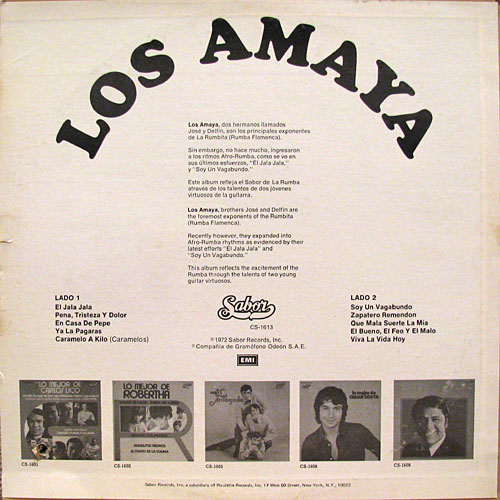 LOS AMAYA
Los Amaya, dos hermanos llamados
José y Delfín, son los principales exponentes
de La Rumbita (Rumba Flamenca).
Sin embargo, no hace mucho, ingresaron
a los ritmos Afro-Rumba, como se ve en
sus últimos esfuerzos, "El Jala Jala,"
y "Soy Un Vagabundo."
Este album refleja el Sabor de La Rumba
através de los talentos de dos jóvenes
virtuosos de la guitarra.
Los Amaya, brothers José and Delfín are
the foremost exponents of the Rumbita
(Rumba Flamenca).
Recently however, they expanded into
Afro-Rumba rhythms as evidenced by their
latest efforts "El Jala Jala" and
"Soy Un Vagabundo."
This album reflects the excitement of the
Rumba through the talents of two young
guitar virtuosos.
LADO 1
El Jala Jala
Pena, Tristeza Y Dolor
En Casa De Pepe
Ya La Pagaras
Caramelo A Kilo (Caramelos)
Sabor
CS-1613
℗ 1972 Sabor Records, Inc.
℗ Compañía de Gramófono Odeón S.A.E.
EMI
LADO 2
Soy Un Vagabundo
Zapatero Remendon
Que Mala Suerte La Mia
El Bueno, El Feo Y El Malo
Viva La Vida Hoy
LO MEJOR DE
CARLOS LICO
LO MEJOR DE
ROBERTHA
lo mejor de
CS-1601
CS-1602
CS-1605
CS-1606
CS-1608
Sabor Records, Inc., a subsidiary of Roulette Records, Inc., 17 West 60 Street, New York, N.Y., 10023